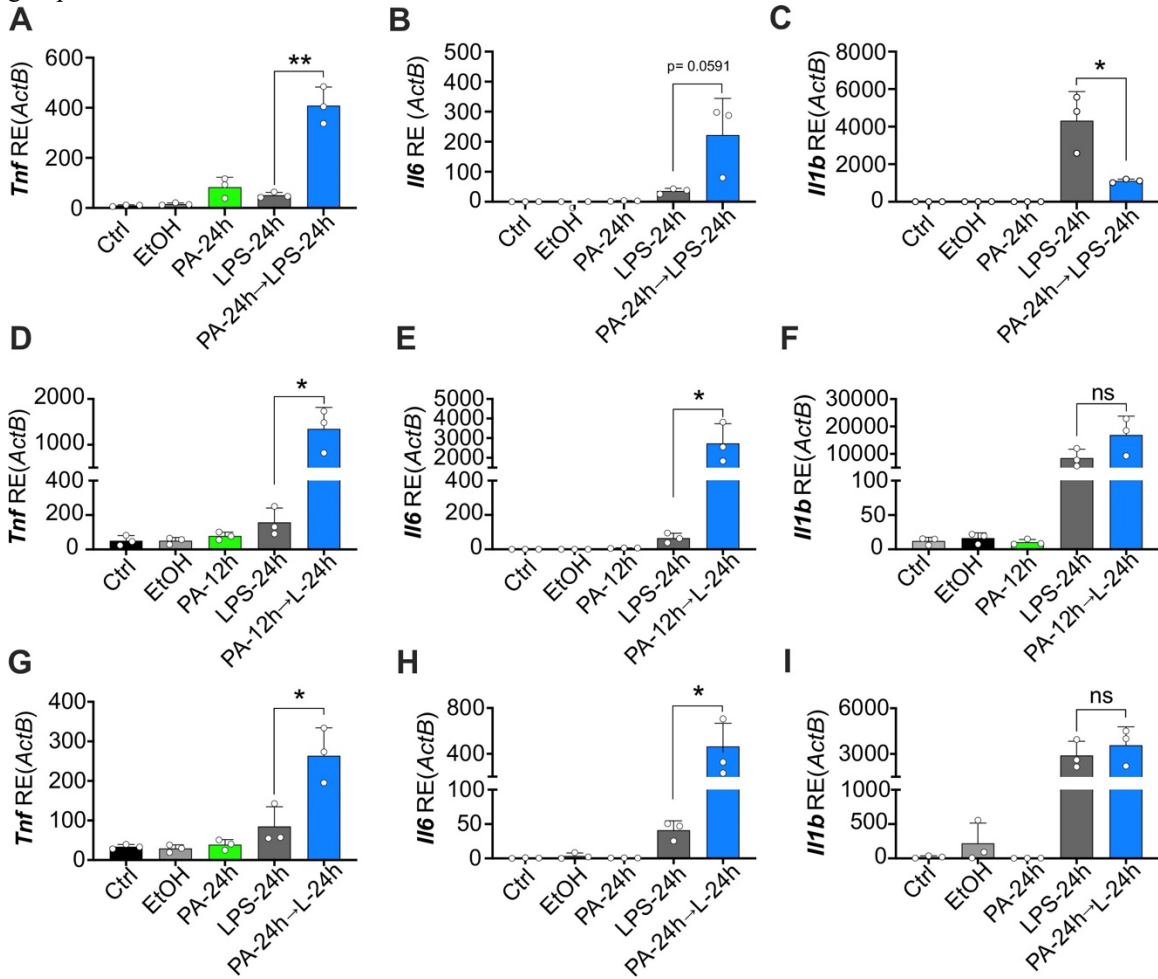 A
Tnf RE(ActB)
600
400
200
0
**
Ctrl
EtOH
PA-24h
LPS-24h
PA-24h→LPS-24h
B
Il6 RE (ActB)
500
400
300
200
100
0
p= 0.0591
Ctrl
EtOH
PA-24h
LPS-24h
PA-24h→LPS-24h
C
Il1b RE(ActB)
8000
6000
4000
2000
0
*
Ctrl
EtOH
PA-24h
LPS-24h
PA-24h→LPS-24h
D
Tnf RE(ActB)
2000
1000
400
200
0
*
Ctrl
EtOH
PA-12h
LPS-24h
PA-12h→L-24h
E
Il6 RE(ActB)
5000
4000
3000
2000
400
200
0
*
Ctrl
EtOH
PA-12h
LPS-24h
PA-12h→L-24h
F
Il1b RE(ActB)
30000
20000
10000
100
50
0
ns
Ctrl
EtOH
PA-12h
LPS-24h
PA-12h→L-24h
G
Tnf RE(ActB)
400
300
200
100
0
*
Ctrl
EtOH
PA-24h
LPS-24h
PA-24h→L-24h
H
Il6 RE(ActB)
800
400
100
50
0
*
Ctrl
EtOH
PA-24h
LPS-24h
PA-24h→L-24h
I
Il1b RE(ActB)
6000
3000
1000
500
0
ns
Ctrl
EtOH
PA-24h
LPS-24h
PA-24h→L-24h